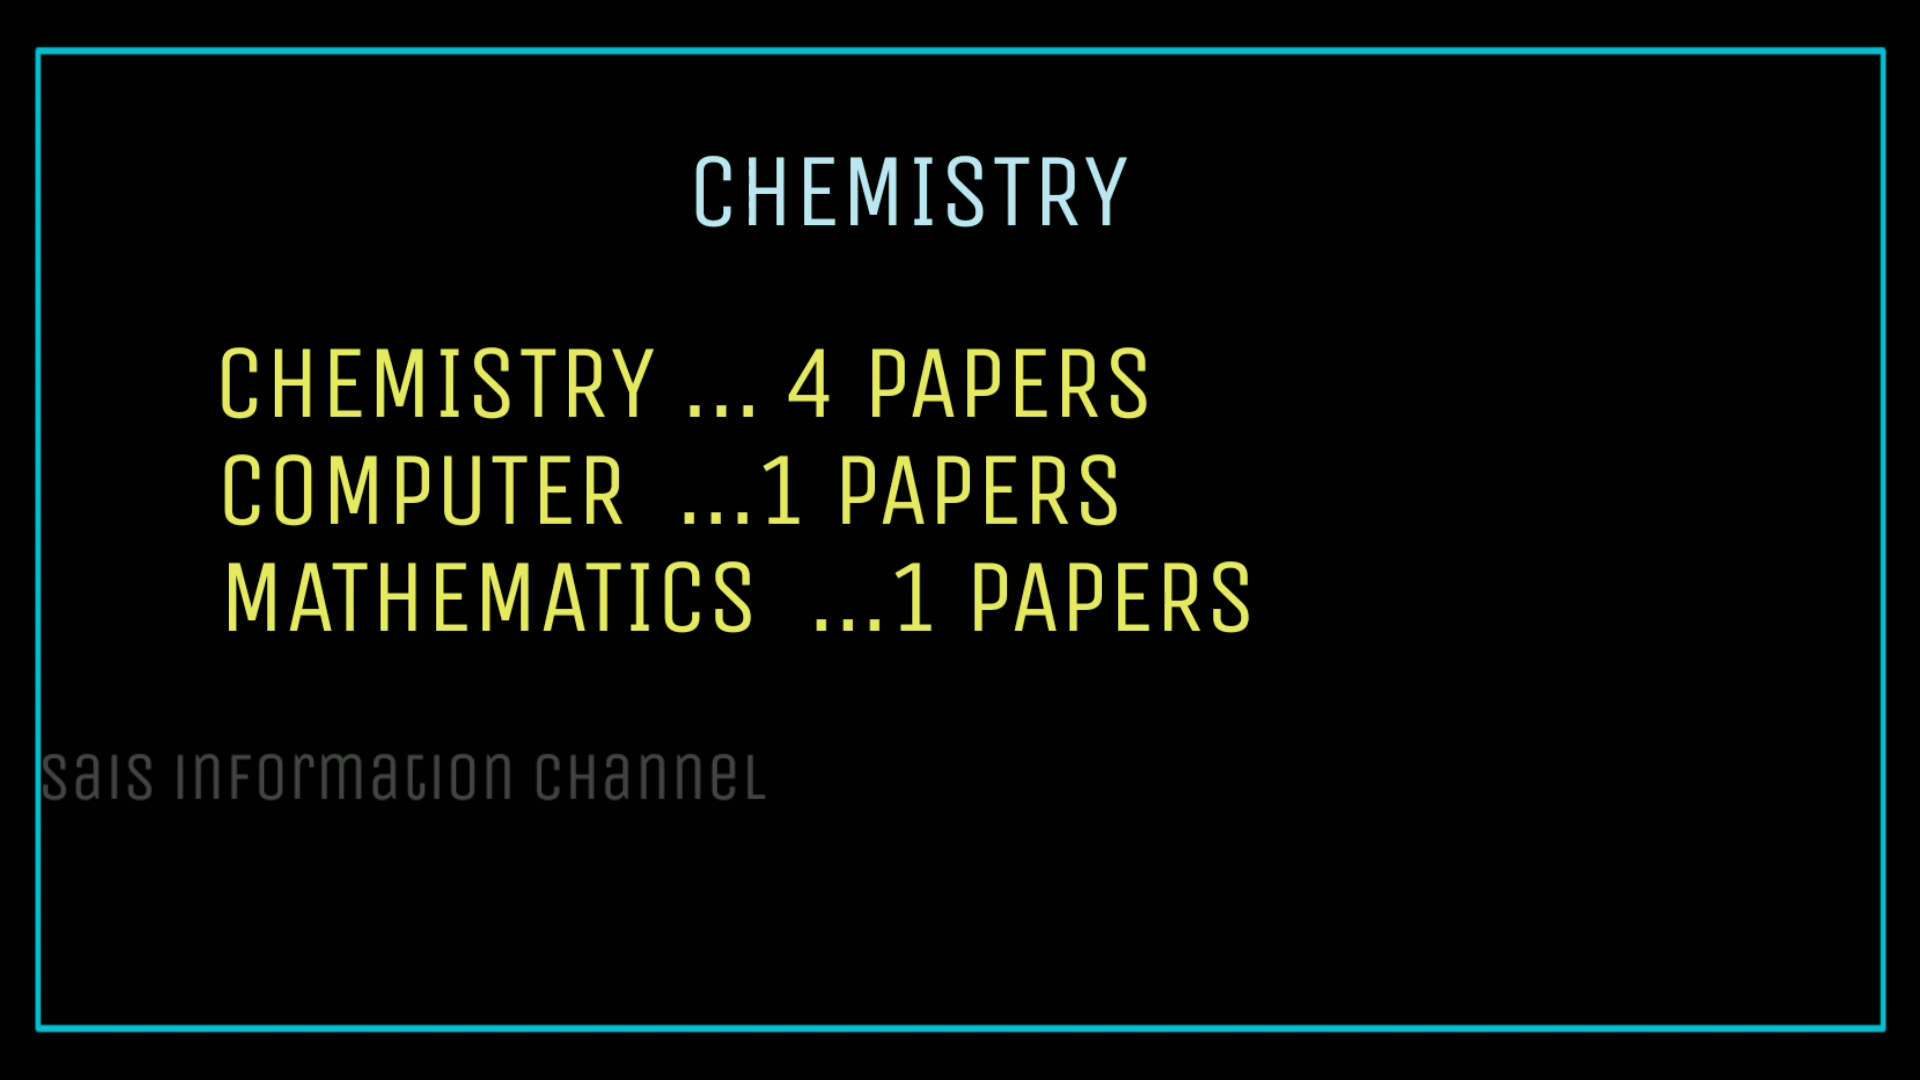 CHEMISTRY
CHEMISTRY ... 4 PAPERS
COMPUTER ...1 PAPERS
MATHEMATICS ...1 PAPERS
sais information channel